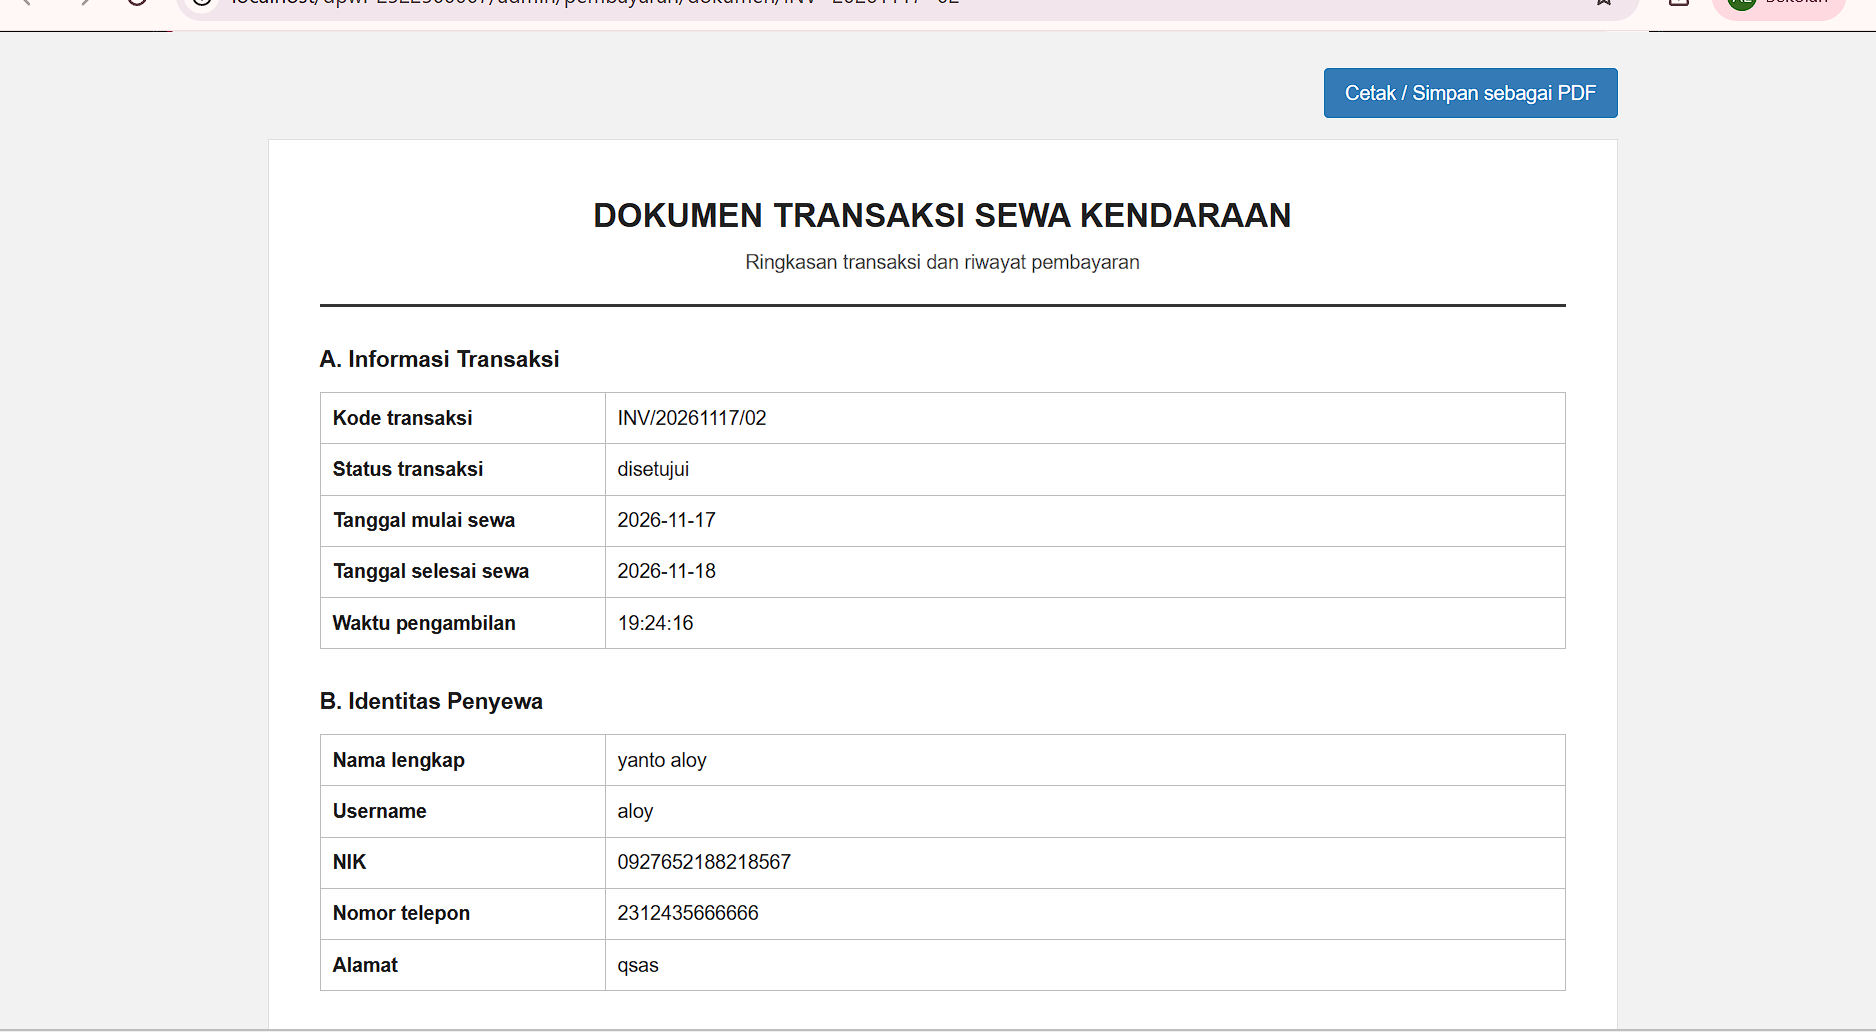 Cetak / Simpan sebagai PDF
DOKUMEN TRANSAKSI SEWA KENDARAAN
Ringkasan transaksi dan riwayat pembayaran
A. Informasi Transaksi
Kode transaksi INV/20261117/02
Status transaksi disetujui
Tanggal mulai sewa 2026-11-17
Tanggal selesai sewa 2026-11-18
Waktu pengambilan 19:24:16
B. Identitas Penyewa
Nama lengkap yanto aloy
Username aloy
NIK 0927652188218567
Nomor telepon 2312435666666
Alamat qsas